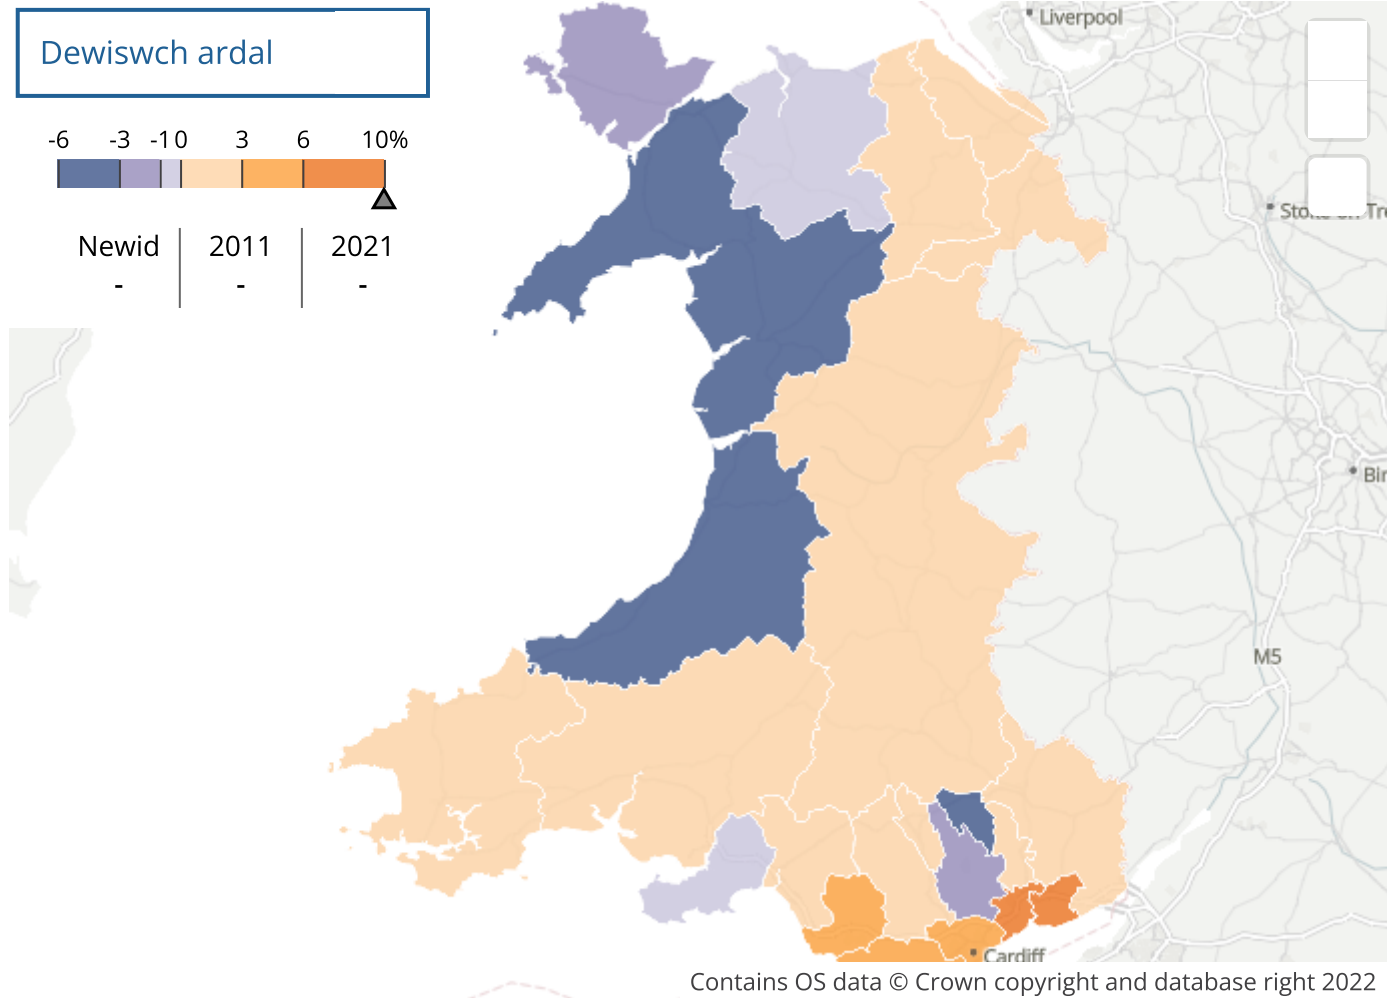 Dewiswch ardal
-6 -3 -1 0 3 6 10%
Newid 2011 2021
- - -
Liverpool
M5
Cardiff
Contains OS data © Crown copyright and database right 2022